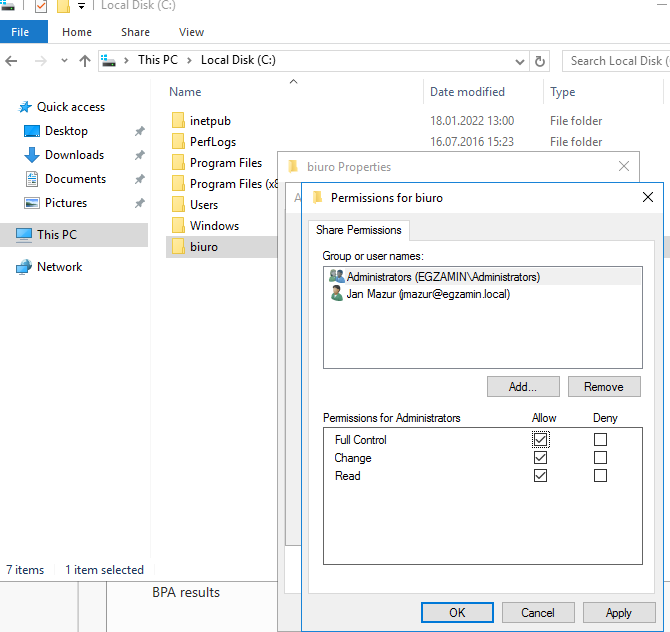 Local Disk (C:)
File Home Share View
This PC Local Disk (C:) Search Local Disk (
Name Date modified Type
Quick access
Desktop
Downloads
Documents
Pictures
This PC
Network
inetpub 18.01.2022 13:00 File folder
PerfLogs 16.07.2016 15:23 File folder
Program Files
Program Files (x8
Users
Windows
biuro
biuro Properties
A
Permissions for biuro
Share Permissions
Group or user names:
Administrators (EGZAMIN\Administrators)
Jan Mazur (jmazur@egzamin.local)
Add... Remove
Permissions for Administrators Allow Deny
Full Control
Change
Read
OK Cancel Apply
7 items 1 item selected
BPA results